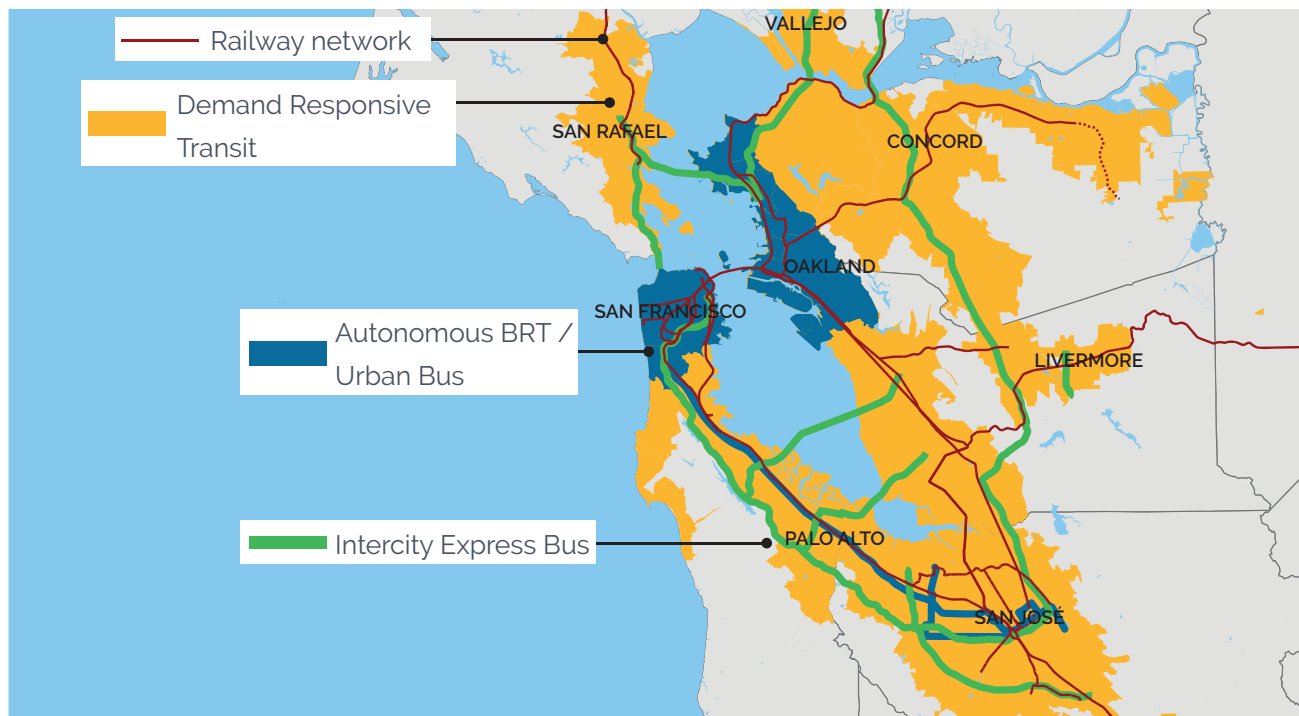 VALLEJO
Railway network
Demand Responsive
Transit
SAN RAFAEL
CONCORD
OAKLAND
SAN FRANCISCO
Autonomous BRT /
Urban Bus
LIVERMORE
Intercity Express Bus
PALO ALTO
SAN JOSÉ